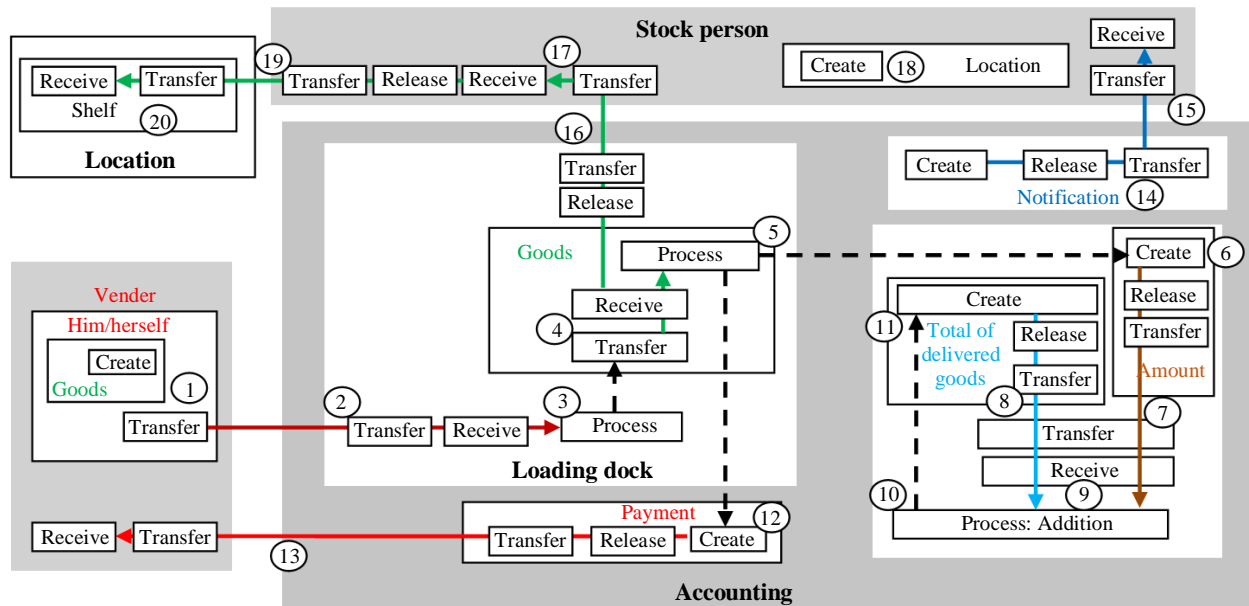 Stock person
Receive
19
17
Create
18
Location
Receive
Transfer
Transfer
Release
Receive
Transfer
Transfer
Shelf
20
15
Location
16
Transfer
Create
Release
Transfer
Release
Notification
14
5
Goods
Process
Create
6
Vender
Receive
Create
Release
Him/herself
4
11
Total of
Release
Transfer
Create
Transfer
delivered
Goods
goods
Transfer
Amount
1
8
7
2
3
Transfer
Transfer
Receive
Process
Transfer
Loading dock
Receive
10
9
Payment
12
Process: Addition
Receive
Transfer
Transfer
Release
Create
13
Accounting